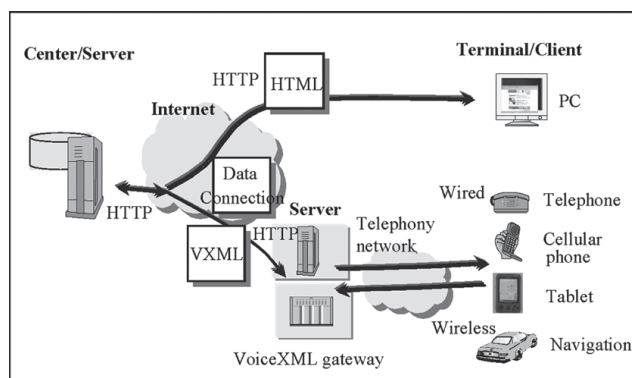 Center/Server
Terminal/Client
HTTP
HTML
PC
Internet
Data
Connection
HTTP
Server
Wired
Telephone
HTTP
Telephony
network
VXML
Cellular
phone
Tablet
Wireless
Navigation
VoiceXML gateway